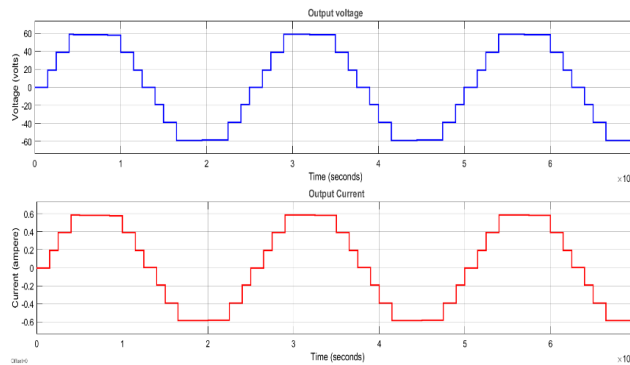 Output voltage
Voltage (volts)
60
40
20
0
-20
-40
-60
0 1 2 3 4 5 6
Time (seconds)
×10
Output Current
Current (ampere)
0.6
0.4
0.2
0
-0.2
-0.4
-0.6
0 1 2 3 4 5 6
Time (seconds)
×10
Offset=0